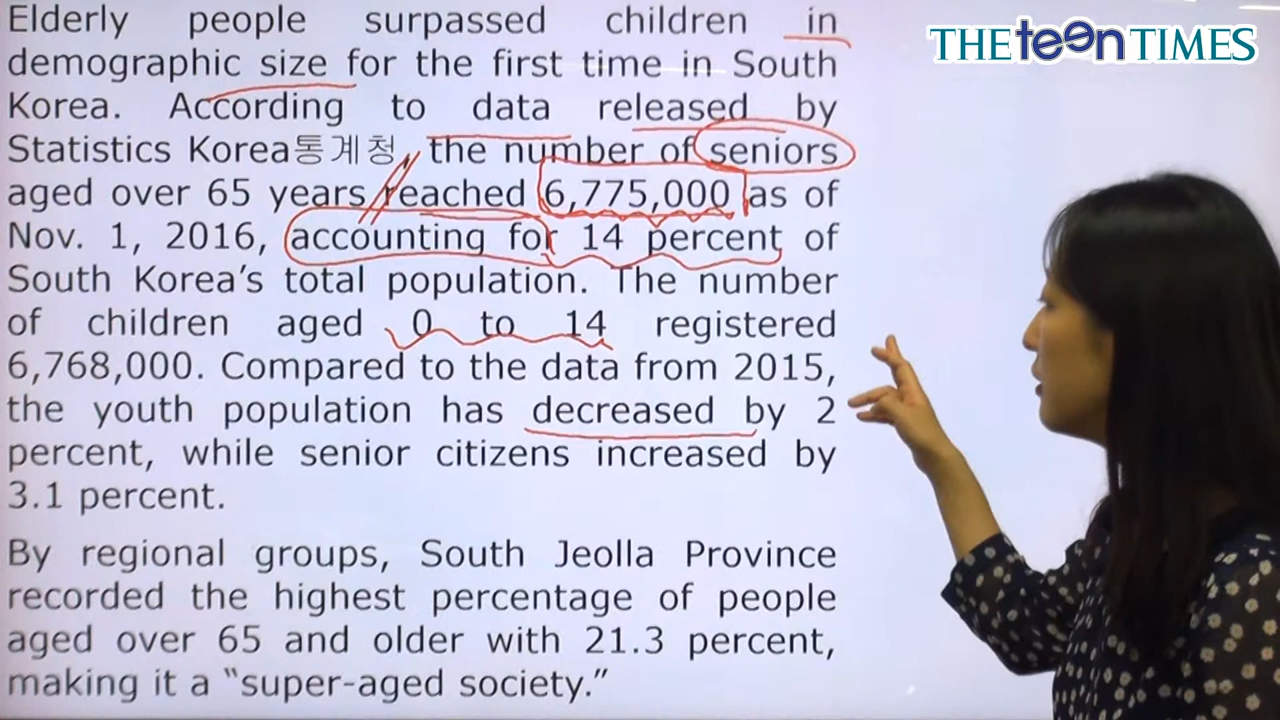 THE teen TIMES
Elderly people surpassed children in
demographic size for the first time in South
Korea. According to data released by
Statistics Korea통계청, the number of seniors
aged over 65 years reached 6,775,000 as of
Nov. 1, 2016, accounting for 14 percent of
South Korea’s total population. The number
of children aged 0 to 14 registered
6,768,000. Compared to the data from 2015,
the youth population has decreased by 2
percent, while senior citizens increased by
3.1 percent.
By regional groups, South Jeolla Province
recorded the highest percentage of people
aged over 65 and older with 21.3 percent,
making it a “super-aged society.”